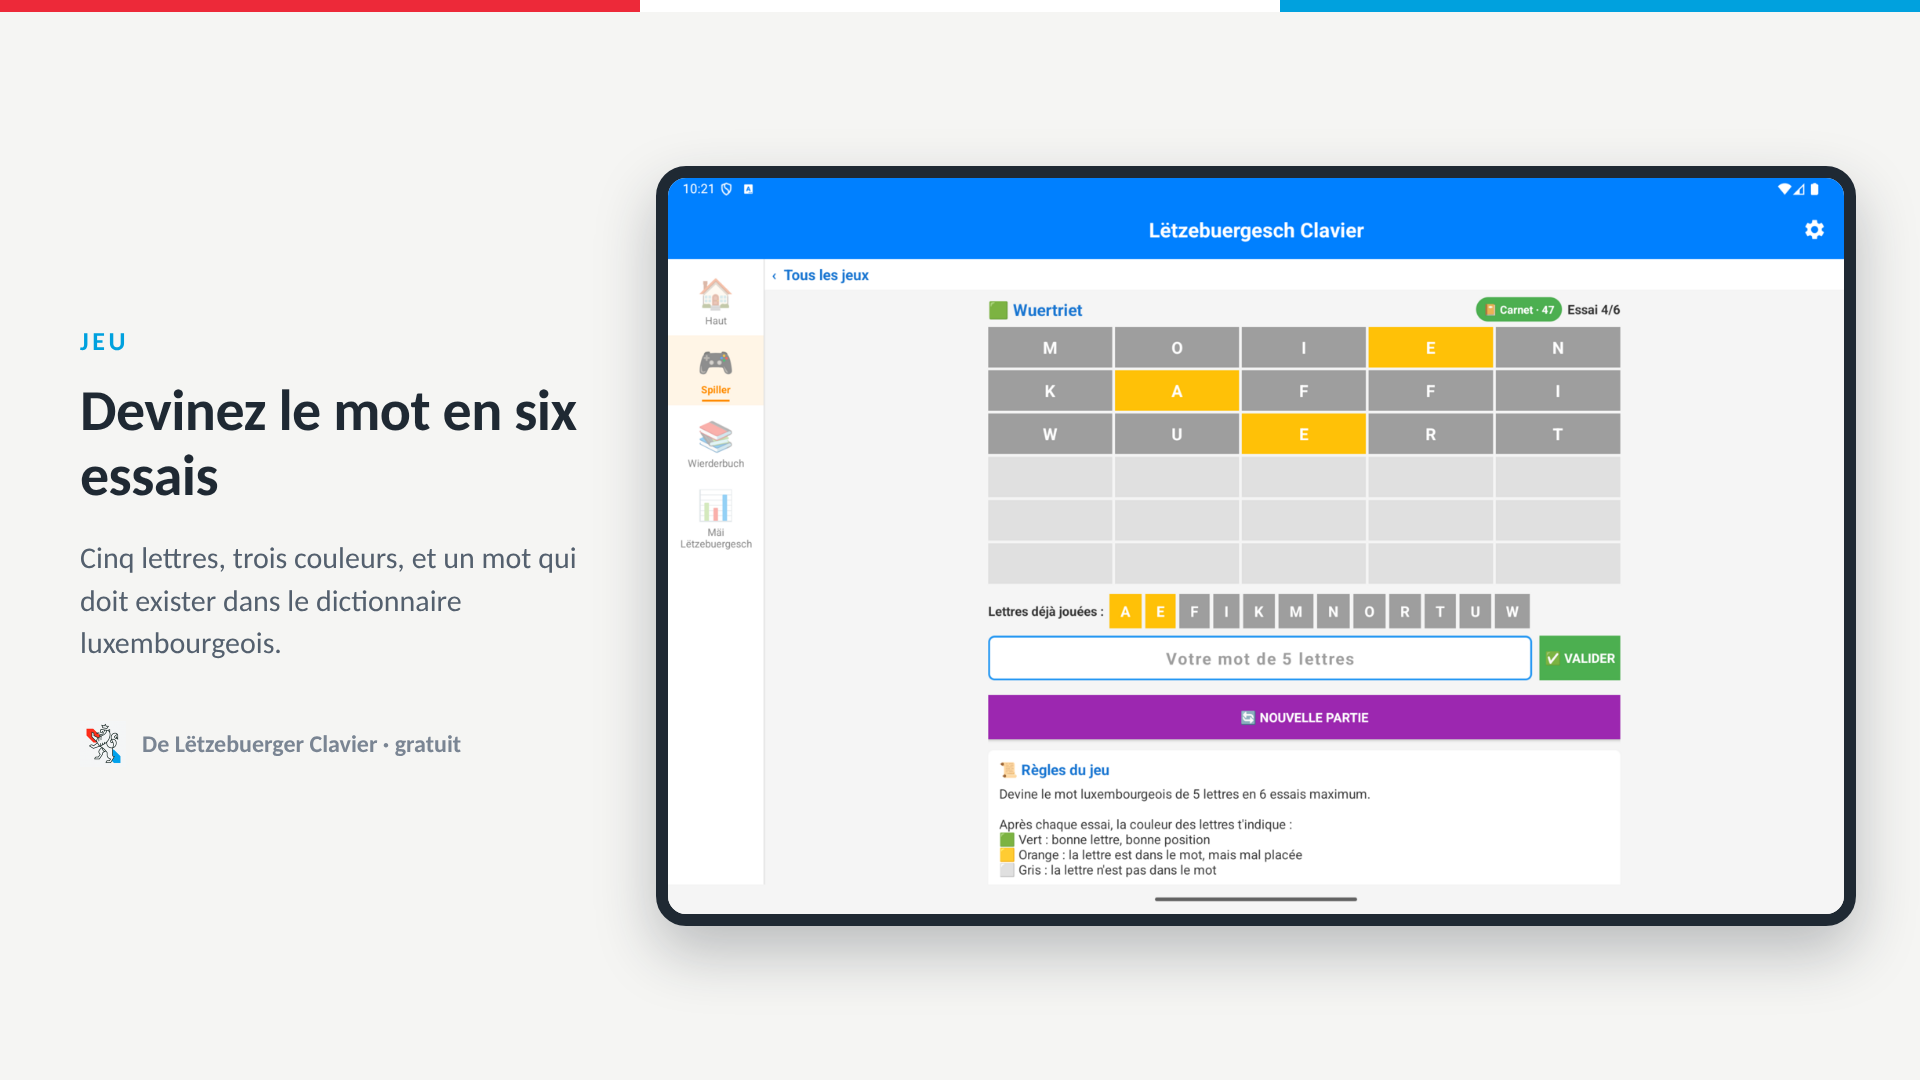 JEU
Devinez le mot en six
essais
Cinq lettres, trois couleurs, et un mot qui
doit exister dans le dictionnaire
luxembourgeois.
De Lëtzebuerger Clavier · gratuit
10:21
Lëtzebuergesch Clavier
Haut
Spiller
Wierderbuch
Mäi
Lëtzebuergesch
‹ Tous les jeux
Wuertriet
Carnet · 47
Essai 4/6
M O I E N
K A F F I
W U E R T
Lettres déjà jouées : A E F I K M N O R T U W
Votre mot de 5 lettres
VALIDER
NOUVELLE PARTIE
Règles du jeu
Devine le mot luxembourgeois de 5 lettres en 6 essais maximum.
Après chaque essai, la couleur des lettres t'indique :
Vert : bonne lettre, bonne position
Orange : la lettre est dans le mot, mais mal placée
Gris : la lettre n'est pas dans le mot